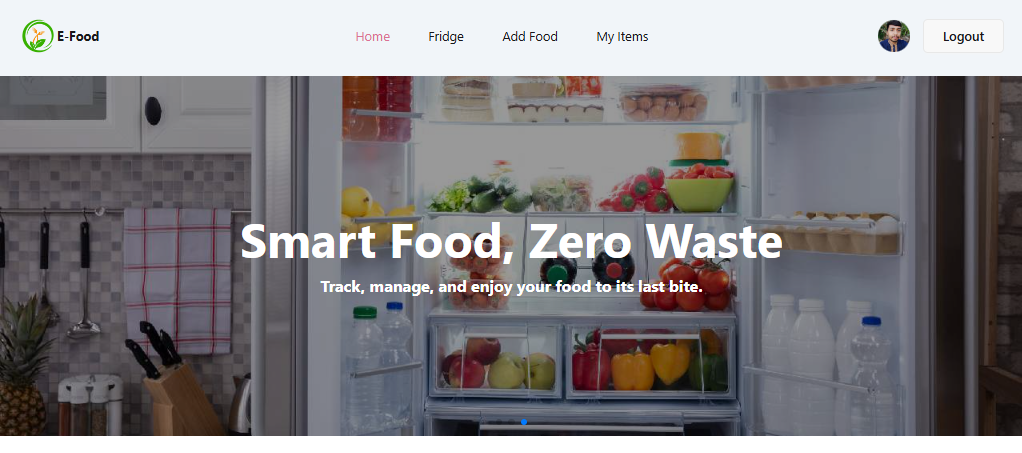 E-Food
Home
Fridge
Add Food
My Items
Logout
Smart Food, Zero Waste
Track, manage, and enjoy your food to its last bite.